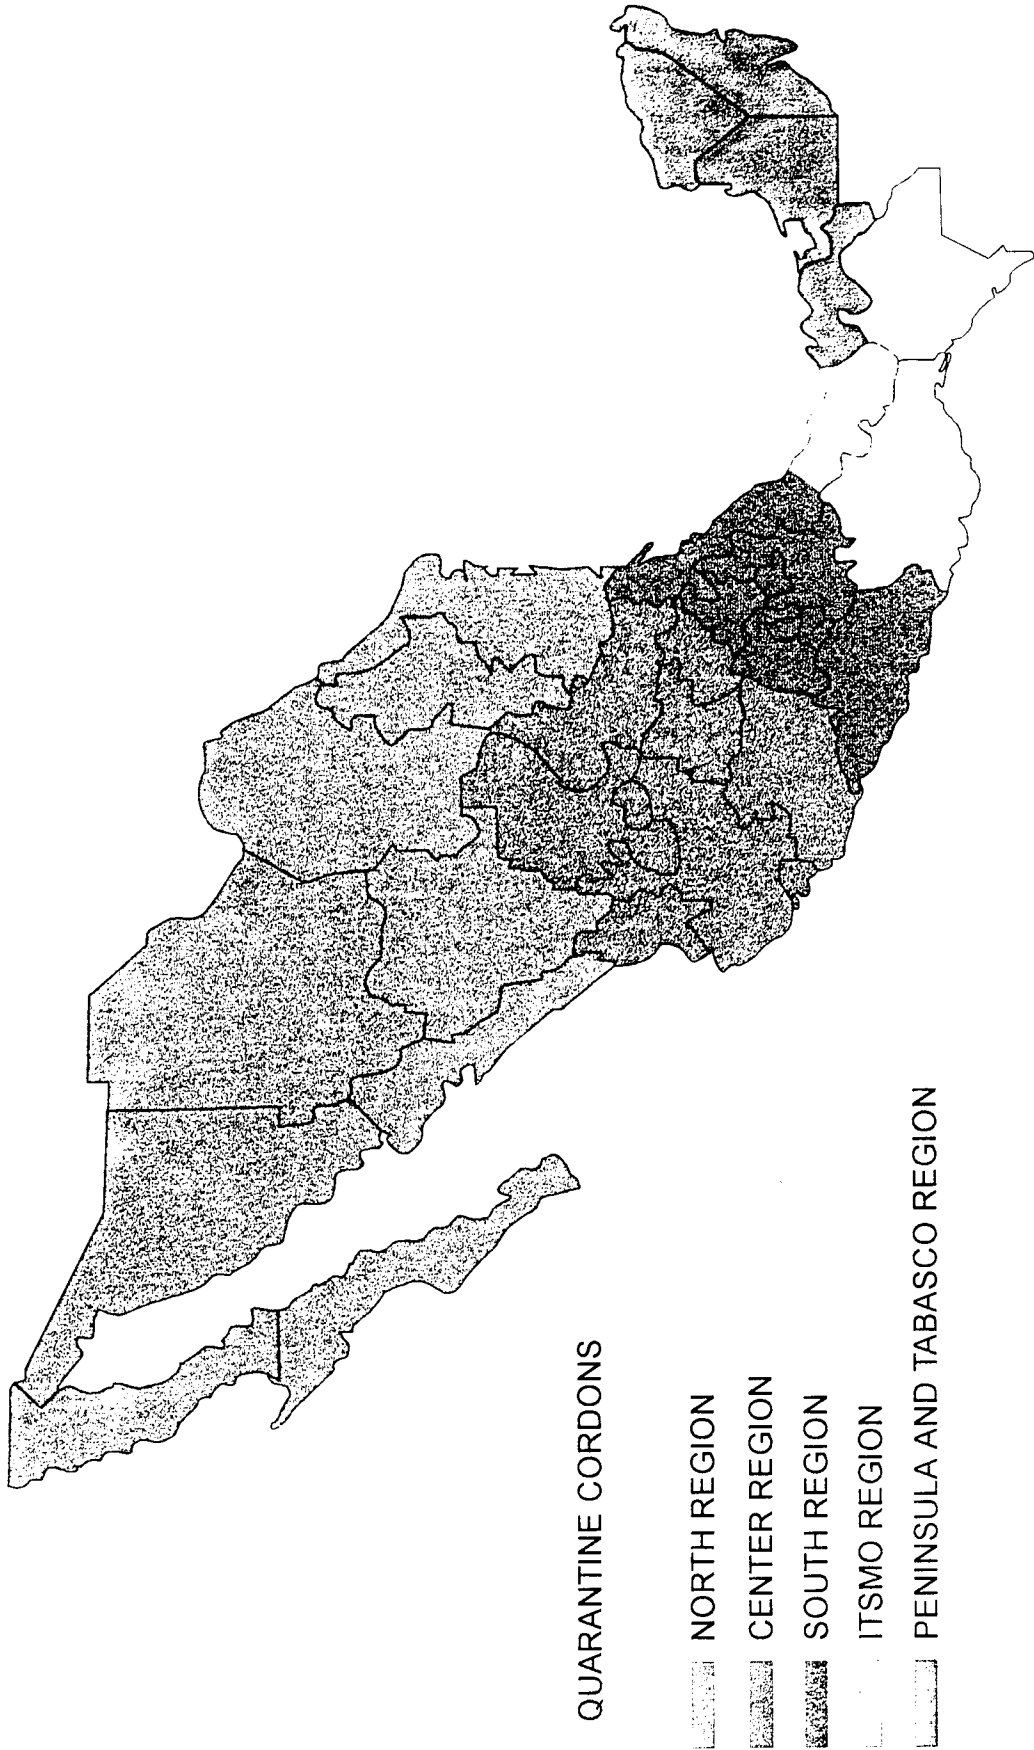 QUARANTINE CORDONS
NORTH REGION
CENTER REGION
SOUTH REGION
ITSMO REGION
PENINSULA AND TABASCO REGION